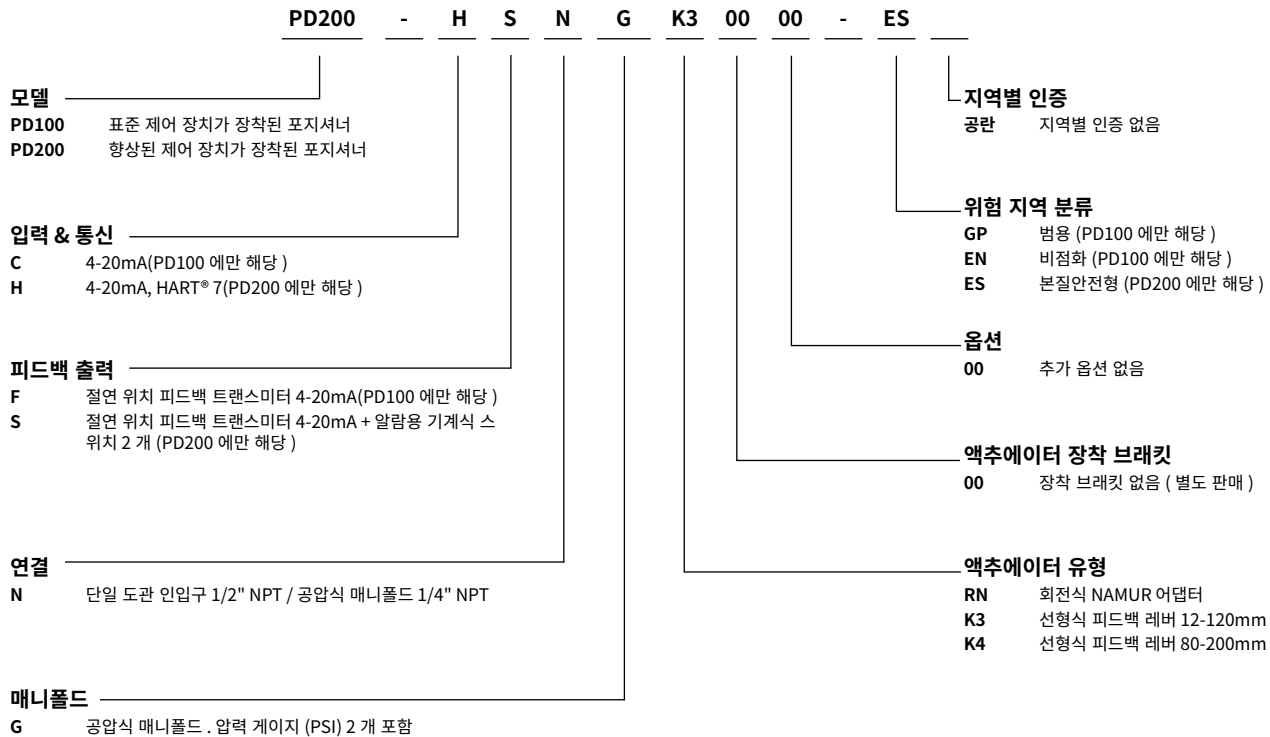 PD200 - H S N G K3 00 00 - ES
모델
PD100 표준 제어 장치가 장착된 포지셔너
PD200 향상된 제어 장치가 장착된 포지셔너
입력 & 통신
C 4-20mA(PD100 에만 해당 )
H 4-20mA, HART® 7(PD200 에만 해당 )
피드백 출력
F 절연 위치 피드백 트랜스미터 4-20mA(PD100 에만 해당 )
S 절연 위치 피드백 트랜스미터 4-20mA + 알람용 기계식 스
위치 2 개 (PD200 에만 해당 )
연결
N 단일 도관 인입구 1/2" NPT / 공압식 매니폴드 1/4" NPT
매니폴드
G 공압식 매니폴드 . 압력 게이지 (PSI) 2 개 포함
지역별 인증
공란 지역별 인증 없음
위험 지역 분류
GP 범용 (PD100 에만 해당 )
EN 비점화 (PD100 에만 해당 )
ES 본질안전형 (PD200 에만 해당 )
옵션
00 추가 옵션 없음
액추에이터 장착 브래킷
00 장착 브래킷 없음 ( 별도 판매 )
액추에이터 유형
RN 회전식 NAMUR 어댑터
K3 선형식 피드백 레버 12-120mm
K4 선형식 피드백 레버 80-200mm